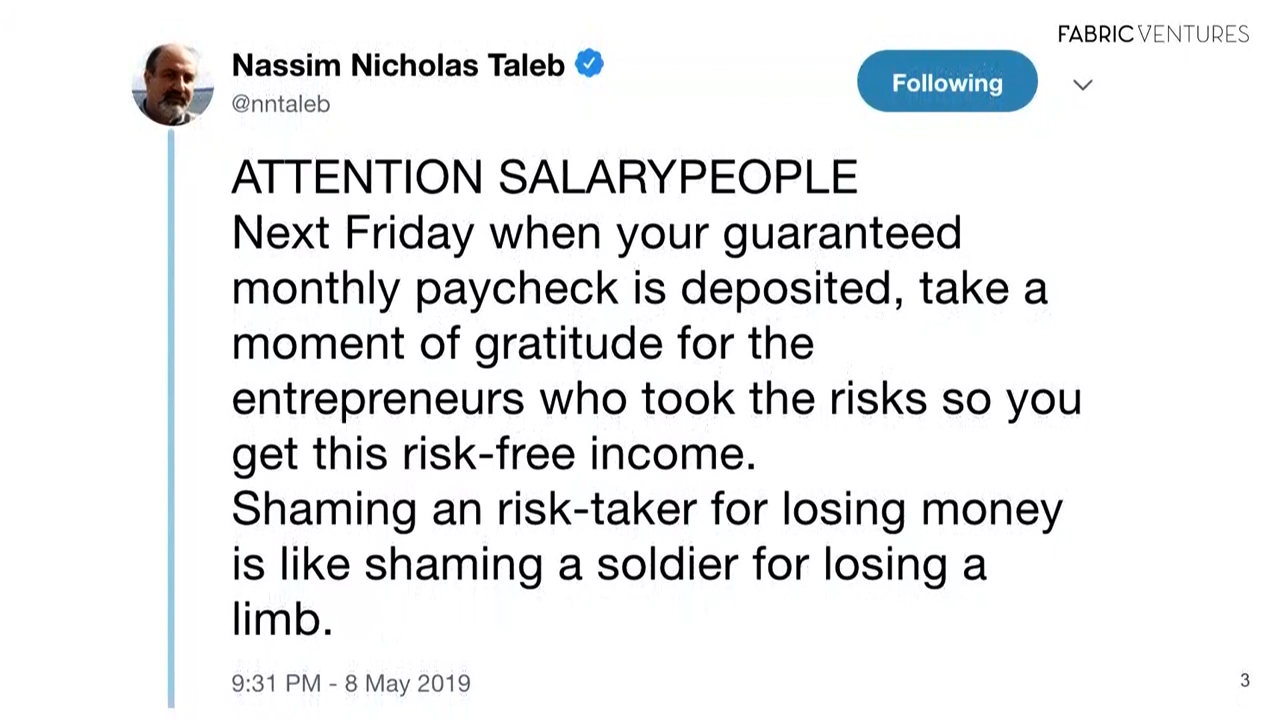 FABRIC VENTURES
Nassim Nicholas Taleb
@nntaleb
Following
ATTENTION SALARYPEOPLE
Next Friday when your guaranteed
monthly paycheck is deposited, take a
moment of gratitude for the
entrepreneurs who took the risks so you
get this risk-free income.
Shaming an risk-taker for losing money
is like shaming a soldier for losing a
limb.
9:31 PM - 8 May 2019
3